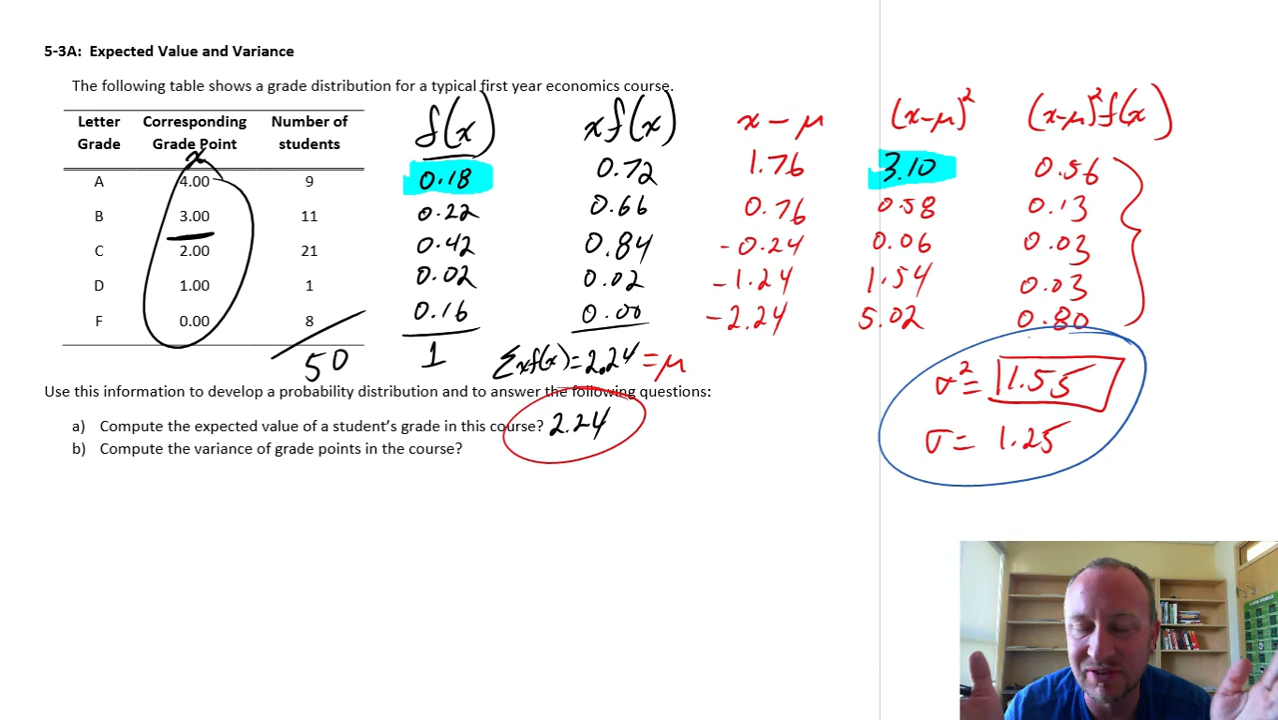 5-3A: Expected Value and Variance
The following table shows a grade distribution for a typical first year economics course.
Letter Grade Corresponding Grade Point Number of students f(x) xf(x) x - μ (x-μ)² (x-μ)²f(x)
x
A 4.00 9 0.18 0.72 1.76 3.10 0.56
B 3.00 11 0.22 0.66 0.76 0.58 0.13
C 2.00 21 0.42 0.84 -0.24 0.06 0.03
D 1.00 1 0.02 0.02 -1.24 1.54 0.03
F 0.00 8 0.16 0.00 -2.24 5.02 0.80
50 1 Σxf(x)=2.24=μ
σ²= 1.55
Use this information to develop a probability distribution and to answer the following questions:
a) Compute the expected value of a student's grade in this course? 2.24
σ= 1.25
b) Compute the variance of grade points in the course?